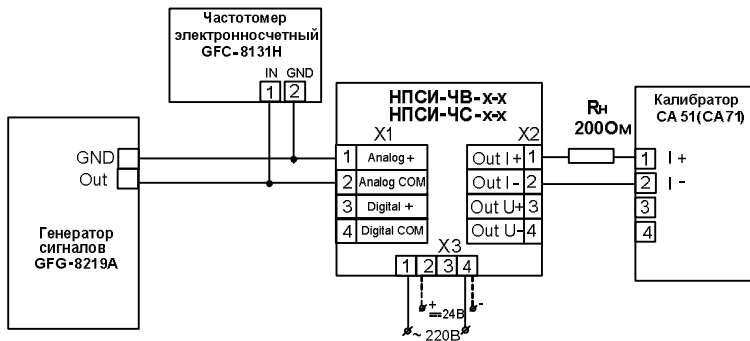 Частотомер
электронносчетный
GFC-8131H
IN GND
1 2
НПСИ-ЧВ-х-х
НПСИ-ЧС-х-х
Rн
200Ом
Калибратор
CA 51(CA71)
GND
Out
Генератор
сигналов
GFG-8219A
X1
1 Analog +
2 Analog COM
3 Digital +
4 Digital COM
X2
Out I+ 1
Out I- 2
Out U+ 3
Out U- 4
1 I +
2 I -
3
4
X3
1 2 3 4
+ -
=24В
~ 220В